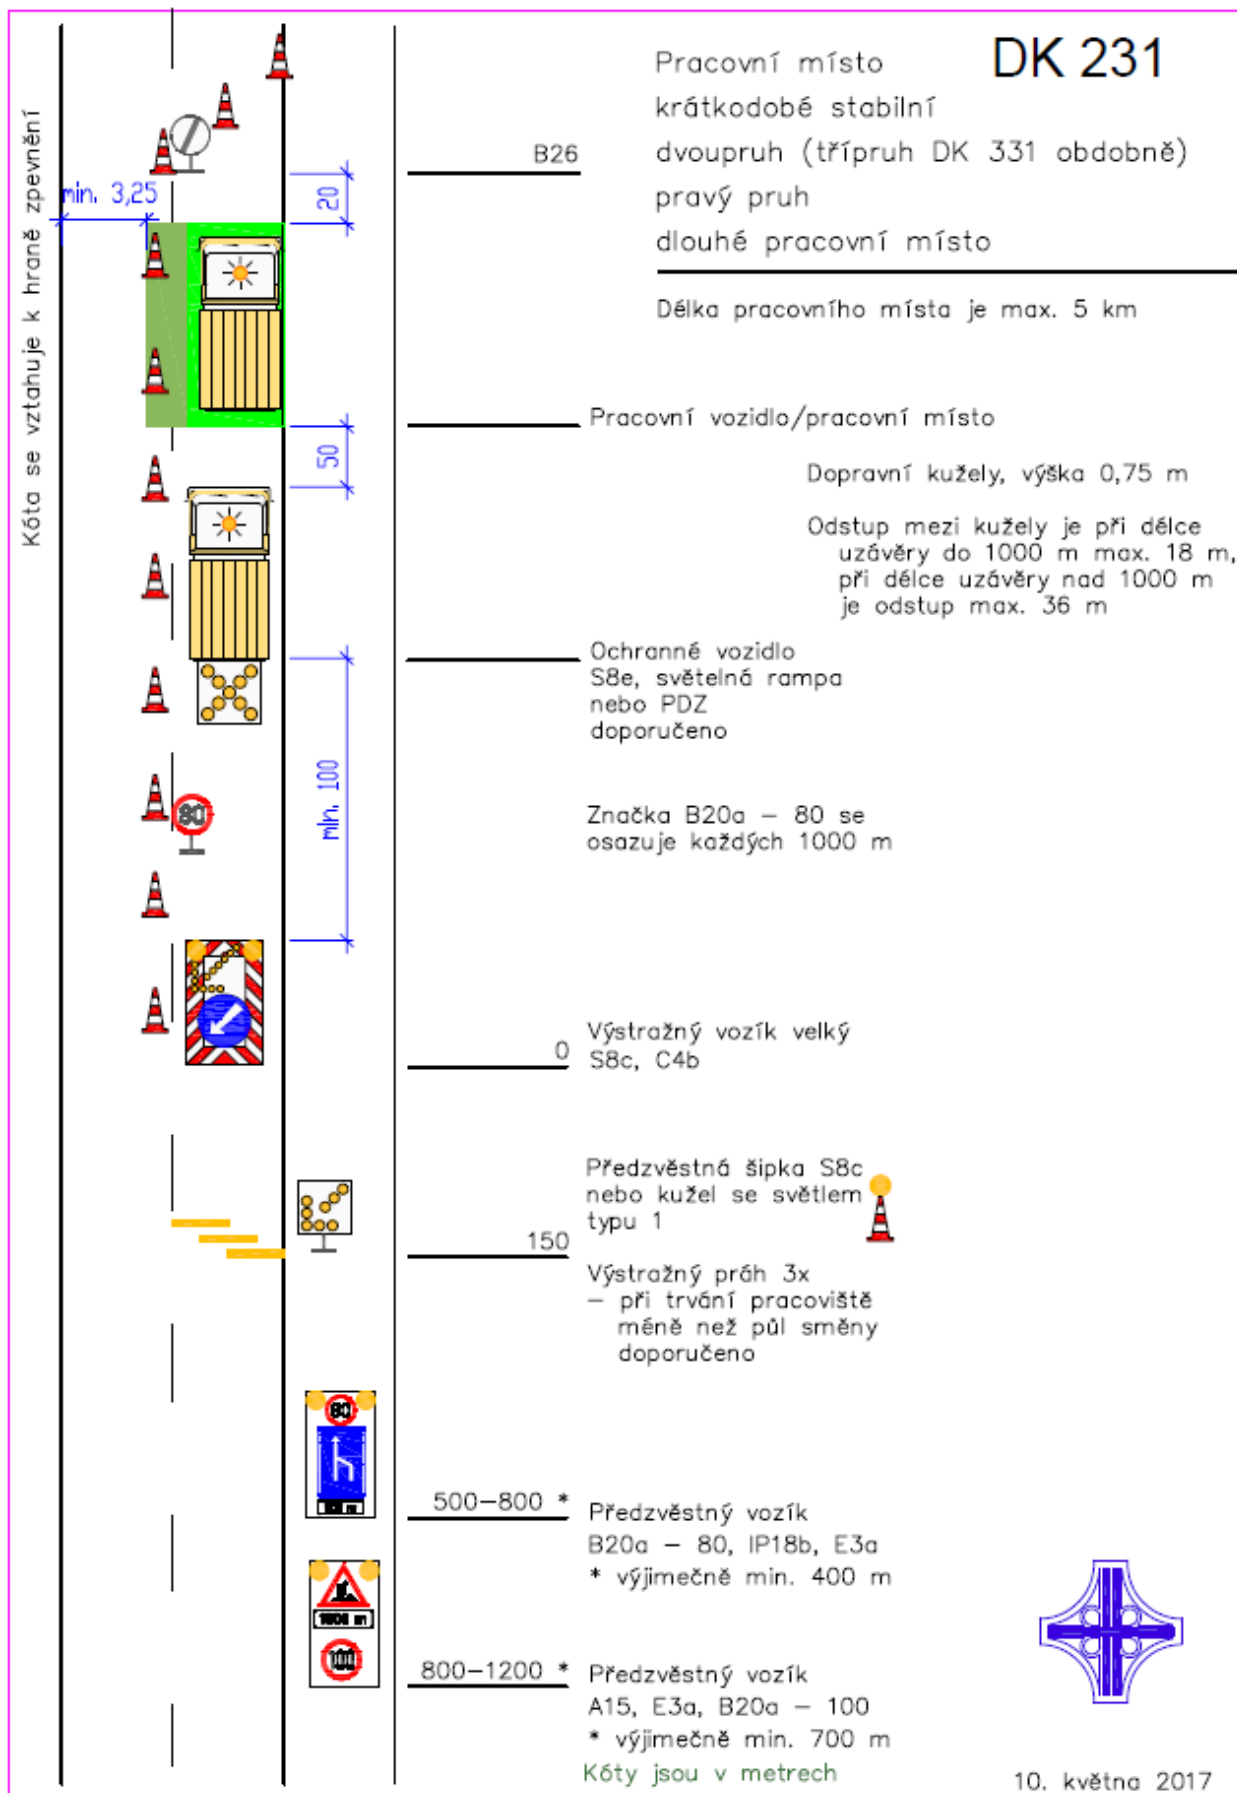 DK 231
Pracovní místo
krátkodobé stabilní
dvoupruh (třípruh DK 331 obdobně)
pravý pruh
dlouhé pracovní místo
Délka pracovního místa je max. 5 km
Kóta se vztahuje k hraně zpevnění
B26
min. 3,25
20
Pracovní vozidlo/pracovní místo
50
Dopravní kužely, výška 0,75 m
Odstup mezi kužely je při délce
uzávěry do 1000 m max. 18 m,
při délce uzávěry nad 1000 m
je odstup max. 36 m
Ochranné vozidlo
S8e, světelná rampa
nebo PDZ
doporučeno
min. 100
80
Značka B20a – 80 se
osazuje každých 1000 m
0
Výstražný vozík velký
S8c, C4b
Předzvěstná šipka S8c
nebo kužel se světlem
typu 1
150
Výstražný práh 3x
– při trvání pracoviště
méně než půl směny
doporučeno
80
500–800 *
Předzvěstný vozík
B20a – 80, IP18b, E3a
* výjimečně min. 400 m
1000 m
100
800–1200 *
Předzvěstný vozík
A15, E3a, B20a – 100
* výjimečně min. 700 m
Kóty jsou v metrech
10. května 2017